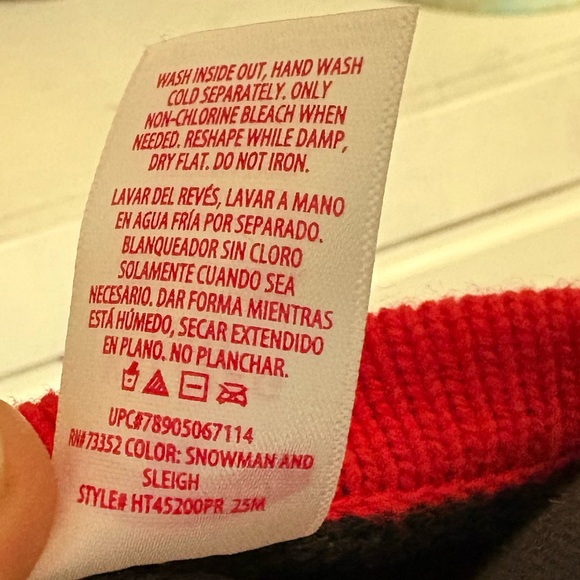 WASH INSIDE OUT, HAND WASH
COLD SEPARATELY. ONLY
NON-CHLORINE BLEACH WHEN
NEEDED. RESHAPE WHILE DAMP,
DRY FLAT. DO NOT IRON.
LAVAR DEL REVÉS, LAVAR A MANO
EN AGUA FRÍA POR SEPARADO.
BLANQUEADOR SIN CLORO
SOLAMENTE CUANDO SEA
NECESARIO. DAR FORMA MIENTRAS
ESTÁ HÚMEDO, SECAR EXTENDIDO
EN PLANO. NO PLANCHAR.
UPC#78905067114
RN#73352 COLOR: SNOWMAN AND
SLEIGH
STYLE# HT45200PR 25M